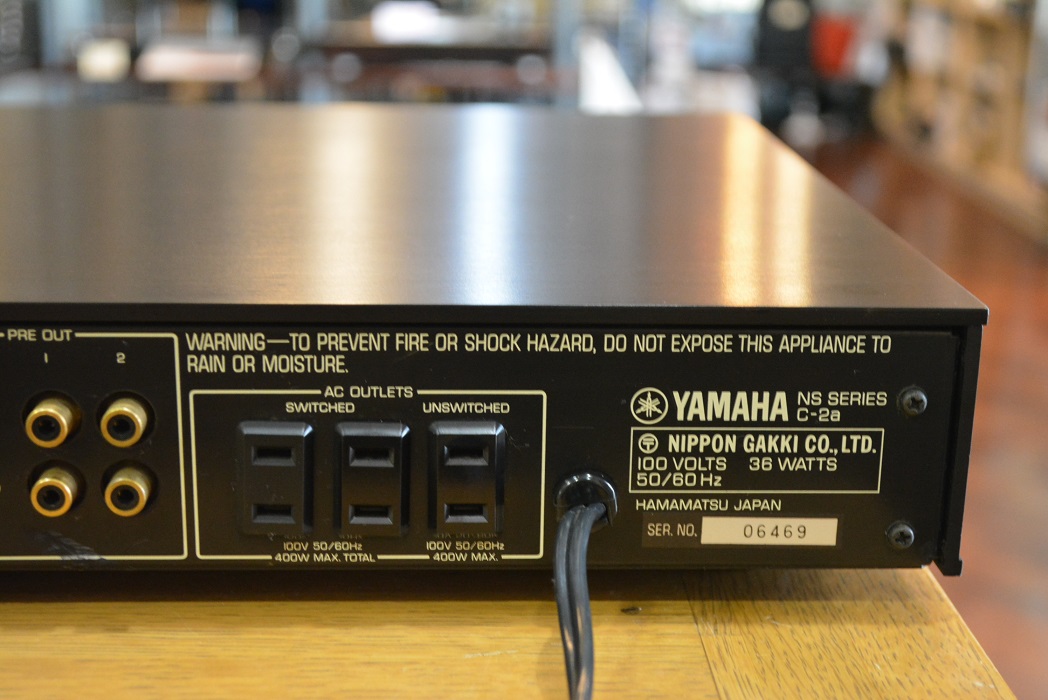 PRE OUT
1 2
WARNING—TO PREVENT FIRE OR SHOCK HAZARD, DO NOT EXPOSE THIS APPLIANCE TO
RAIN OR MOISTURE.
AC OUTLETS
SWITCHED UNSWITCHED
100V 50/60Hz
400W MAX. TOTAL
100V 50/60Hz
400W MAX.
YAMAHA NS SERIES
C-2a
NIPPON GAKKI CO., LTD.
100 VOLTS 36 WATTS
50/60 Hz
HAMAMATSU JAPAN
SER. NO. 06469